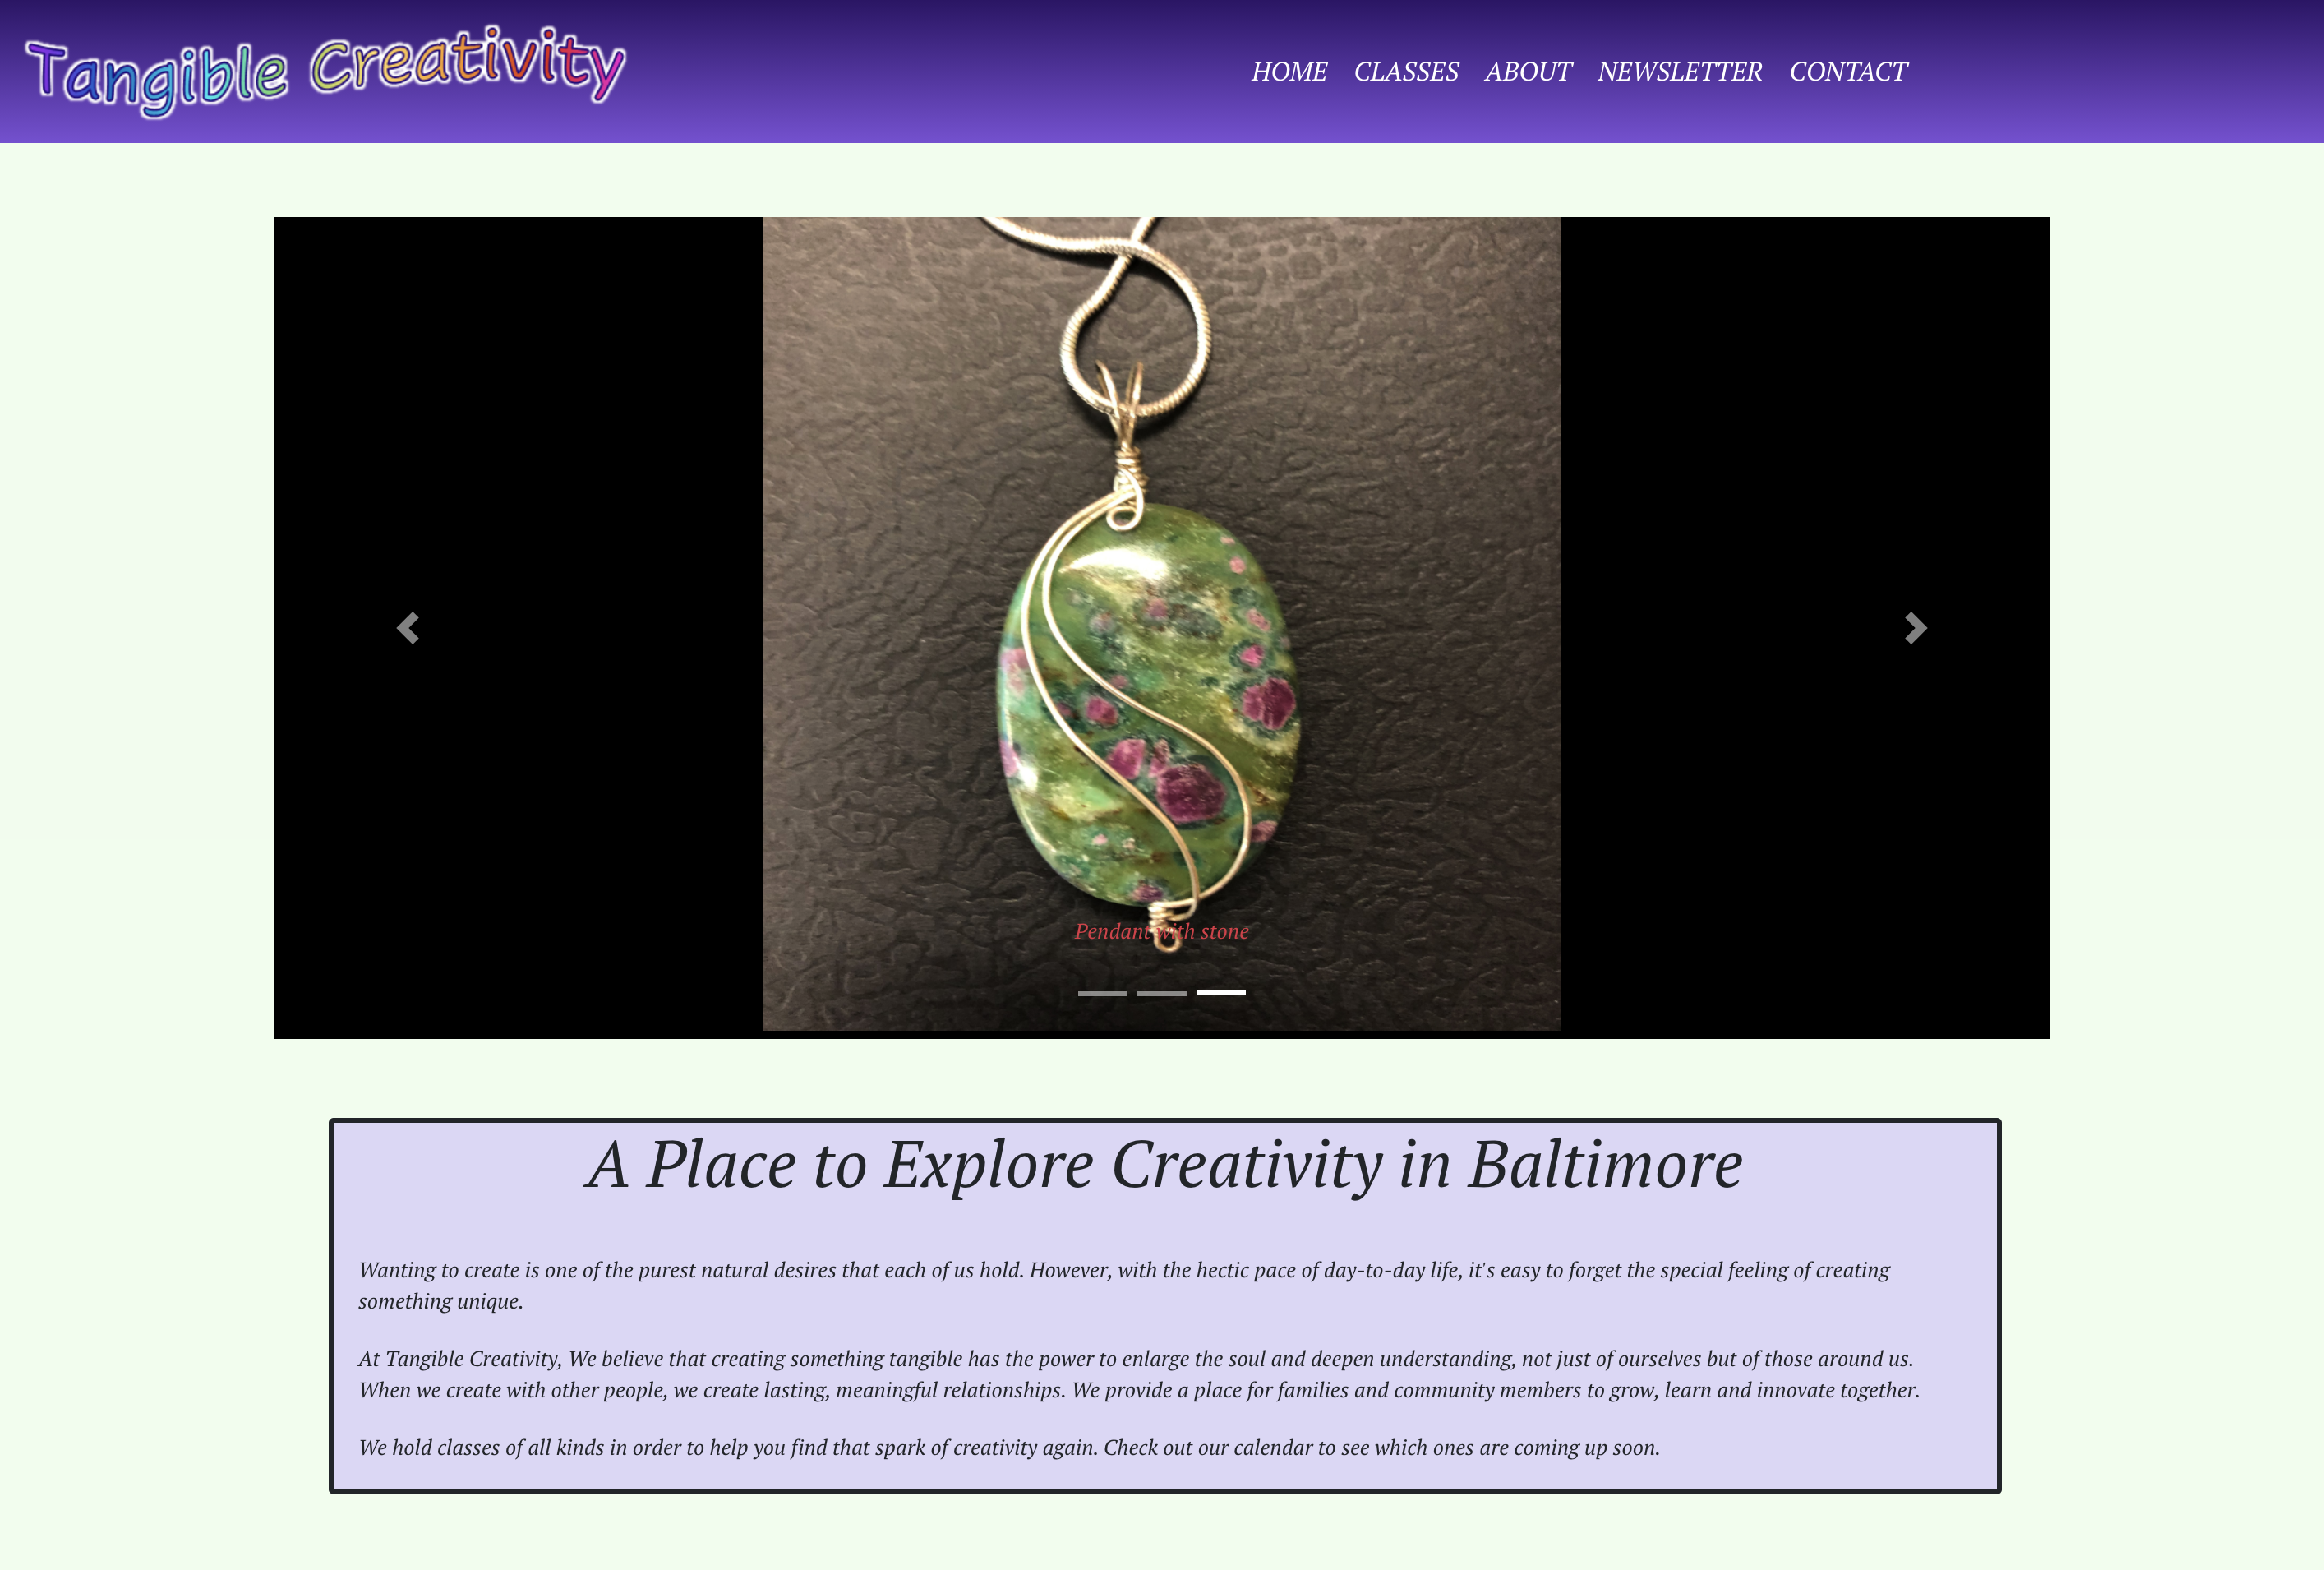 Tangible Creativity
HOME CLASSES ABOUT NEWSLETTER CONTACT
Pendant with stone
A Place to Explore Creativity in Baltimore
Wanting to create is one of the purest natural desires that each of us hold. However, with the hectic pace of day-to-day life, it's easy to forget the special feeling of creating
something unique.
At Tangible Creativity, We believe that creating something tangible has the power to enlarge the soul and deepen understanding, not just of ourselves but of those around us.
When we create with other people, we create lasting, meaningful relationships. We provide a place for families and community members to grow, learn and innovate together.
We hold classes of all kinds in order to help you find that spark of creativity again. Check out our calendar to see which ones are coming up soon.